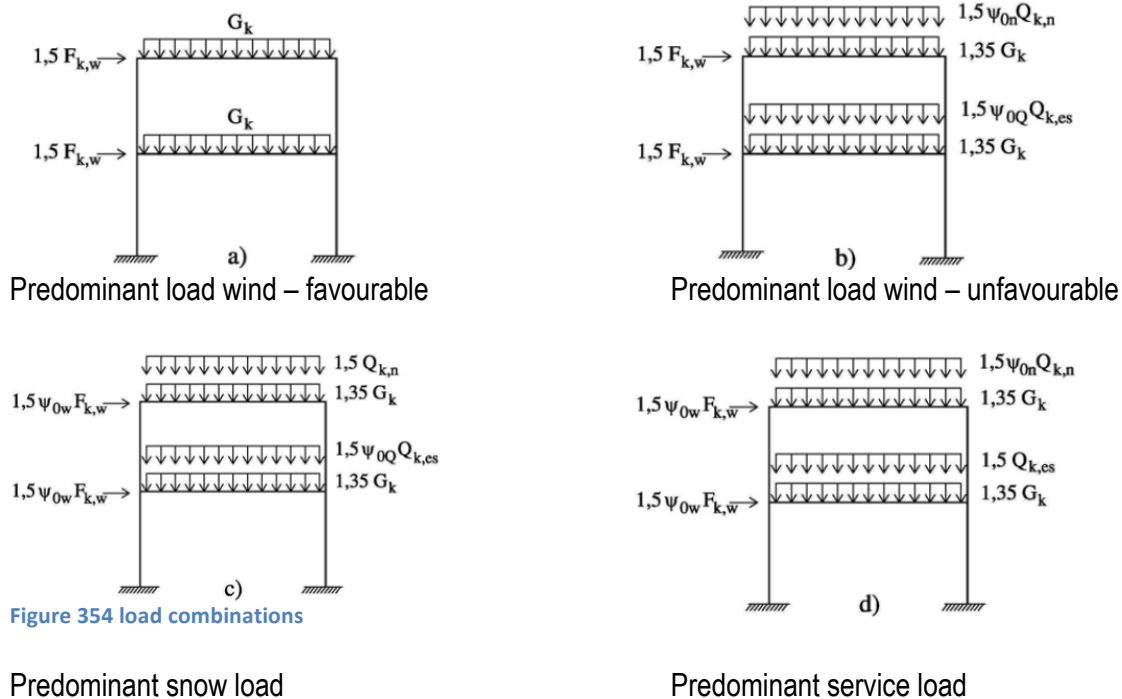 G_k
1,5 F_k,w
G_k
1,5 F_k,w
a)
Predominant load wind – favourable
1,5 ψ_0n Q_k,n
1,5 F_k,w
1,35 G_k
1,5 ψ_0Q Q_k,es
1,5 F_k,w
1,35 G_k
b)
Predominant load wind – unfavourable
1,5 Q_k,n
1,5 ψ_0w F_k,w
1,35 G_k
1,5 ψ_0Q Q_k,es
1,5 ψ_0w F_k,w
1,35 G_k
c)
Figure 354 load combinations
Predominant snow load
1,5 ψ_0n Q_k,n
1,5 ψ_0w F_k,w
1,35 G_k
1,5 Q_k,es
1,5 ψ_0w F_k,w
1,35 G_k
d)
Predominant service load